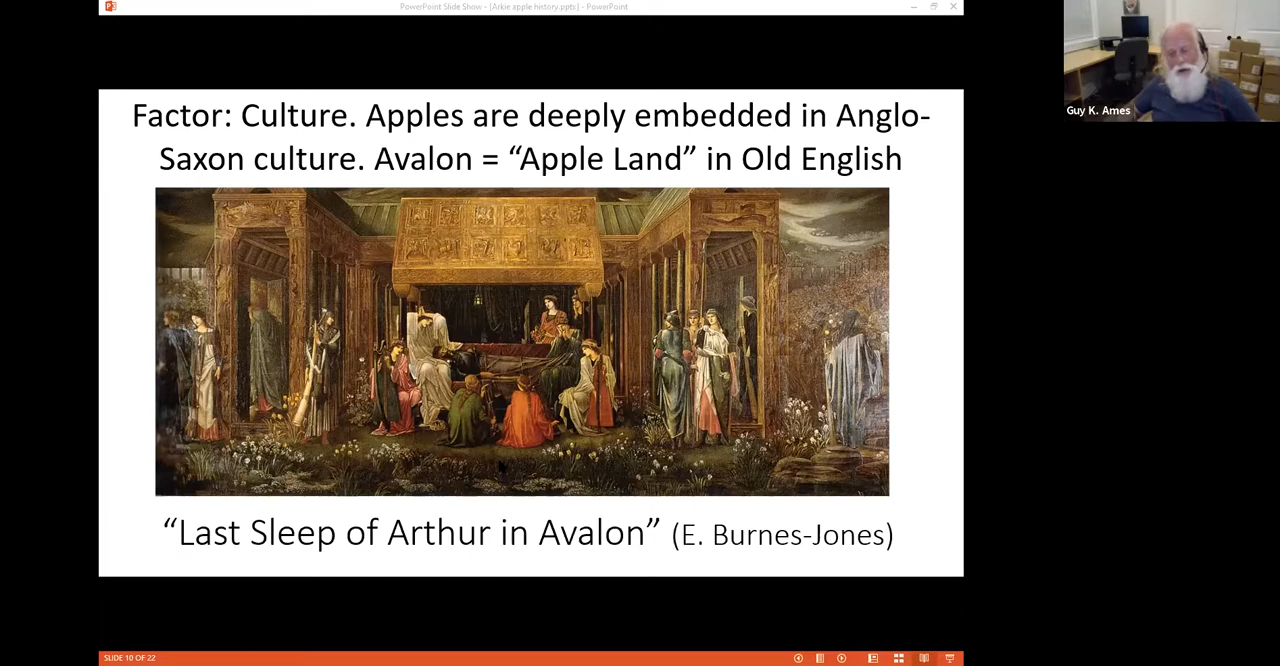 PowerPoint Slide Show - [Arkie apple history.pptx] - PowerPoint
Guy K. Ames
Factor: Culture. Apples are deeply embedded in Anglo-
Saxon culture. Avalon = “Apple Land” in Old English
“Last Sleep of Arthur in Avalon” (E. Burnes-Jones)
SLIDE 10 OF 22